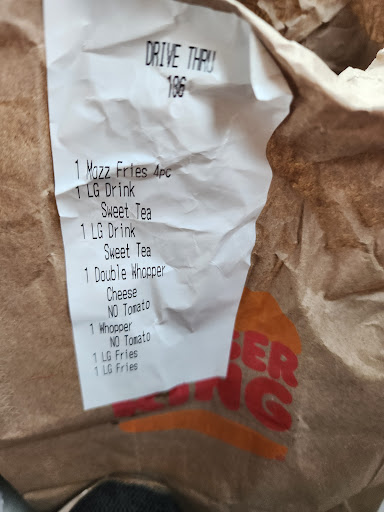 DRIVE THRU
186
1 Mozz Fries 4pc
1 LG Drink
Sweet Tea
1 LG Drink
Sweet Tea
1 Double Whopper
Cheese
NO Tomato
1 Whopper
NO Tomato
1 LG Fries
1 LG Fries